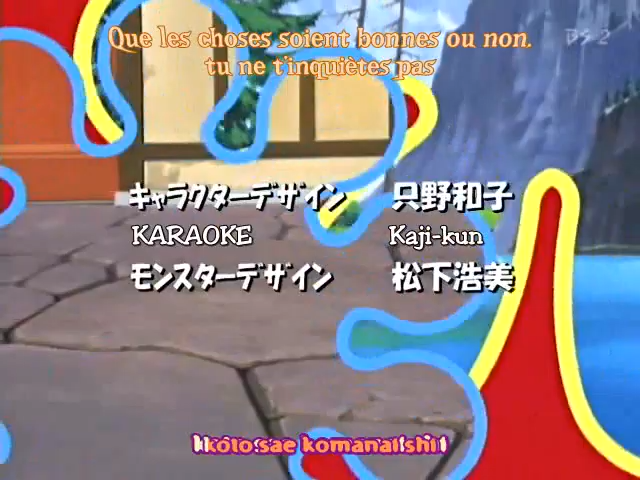 Que les choses soient bonnes ou non.
tu ne t'inquiètes pas
BS 2
キャラクターデザイン 只野和子
KARAOKE Kaji-kun
モンスターデザイン 松下浩美
koto sae komanai